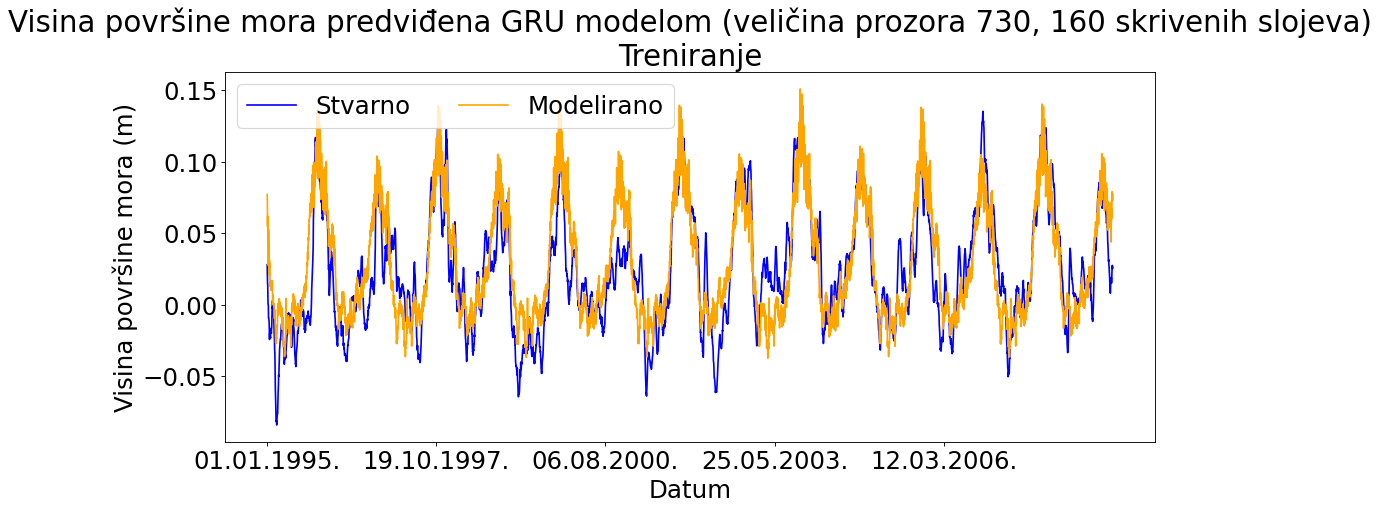 Visina površine mora predviđena GRU modelom (veličina prozora 730, 160 skrivenih slojeva)
Treniranje
Stvarno
Modelirano
Visina površine mora (m)
0.15
0.10
0.05
0.00
−0.05
01.01.1995.
19.10.1997.
06.08.2000.
25.05.2003.
12.03.2006.
Datum